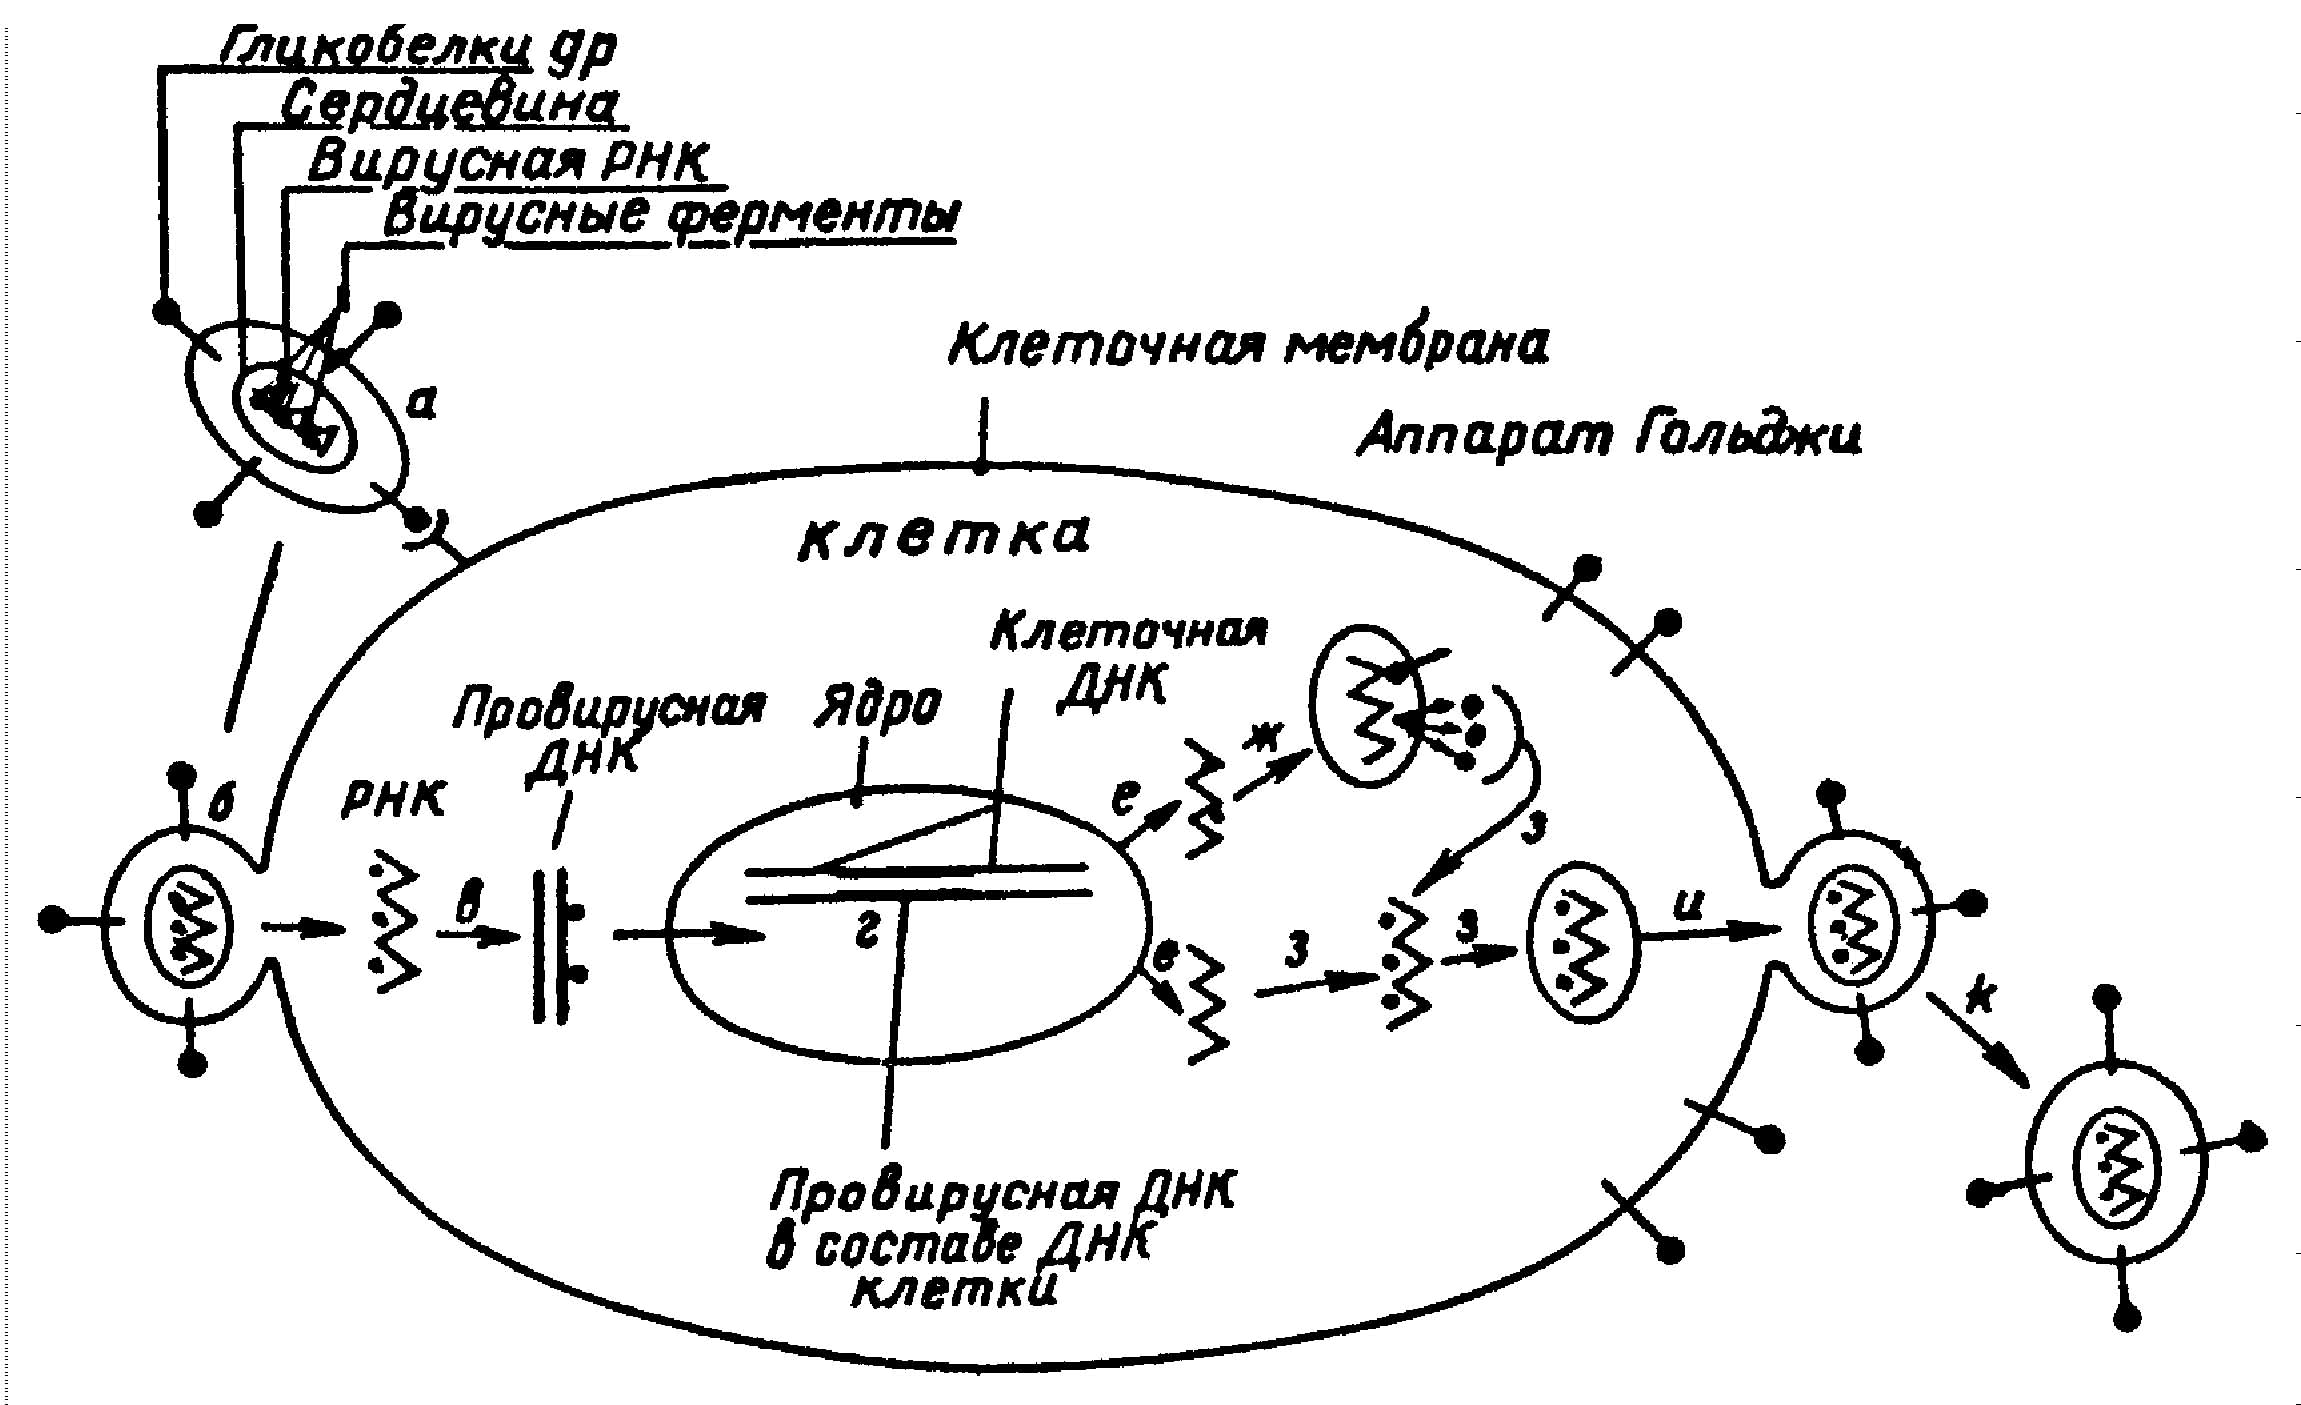 Гликобелки др
Сердцевина
Вирусная РНК
Вирусные ферменты
а
Клеточная мембрана
Аппарат Гольджи
клетка
Клеточная
ДНК
Провирусная
ДНК
Ядро
б
РНК
в
г
е
ж
з
е
з
з
и
к
Провирусная ДНК
в составе ДНК
клетки